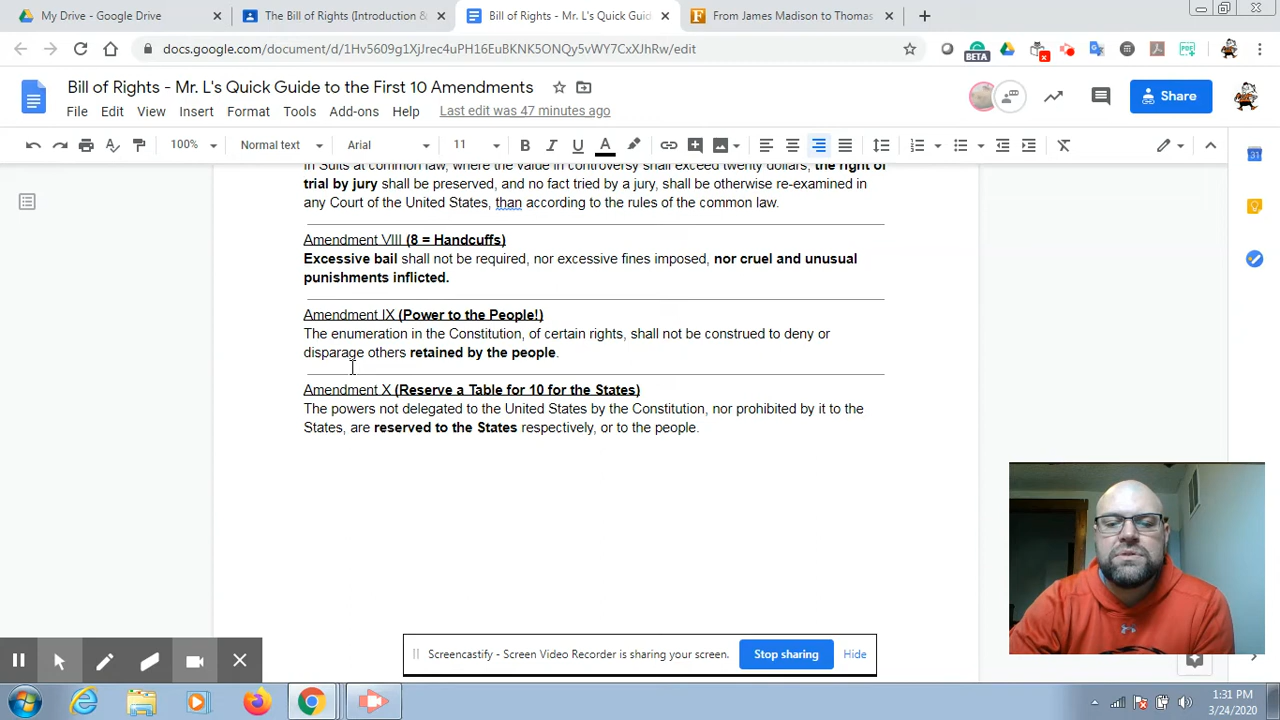 My Drive - Google Drive
The Bill of Rights (Introduction &
Bill of Rights - Mr. L's Quick Guid
From James Madison to Thomas
docs.google.com/document/d/1Hv5609g1XjJrec4uPH16EuBKNK5ONQy5vWY7CxXJhRw/edit
BETA
Bill of Rights - Mr. L's Quick Guide to the First 10 Amendments
File Edit View Insert Format Add-ons Help Last edit was 47 minutes ago
Share
100% Normal text Arial 11 B I U A
In Suits at common law, where the value in controversy shall exceed twenty dollars, the right of
trial by jury shall be preserved, and no fact tried by a jury, shall be otherwise re-examined in
any Court of the United States, than according to the rules of the common law.
Amendment VIII (8 = Handcuffs)
Excessive bail shall not be required, nor excessive fines imposed, nor cruel and unusual
punishments inflicted.
Amendment IX (Power to the People!)
The enumeration in the Constitution, of certain rights, shall not be construed to deny or
disparage others retained by the people.
Amendment X (Reserve a Table for 10 for the States)
The powers not delegated to the United States by the Constitution, nor prohibited by it to the
States, are reserved to the States respectively, or to the people.
Screencastify - Screen Video Recorder is sharing your screen. Stop sharing Hide
1:31 PM
3/24/2020